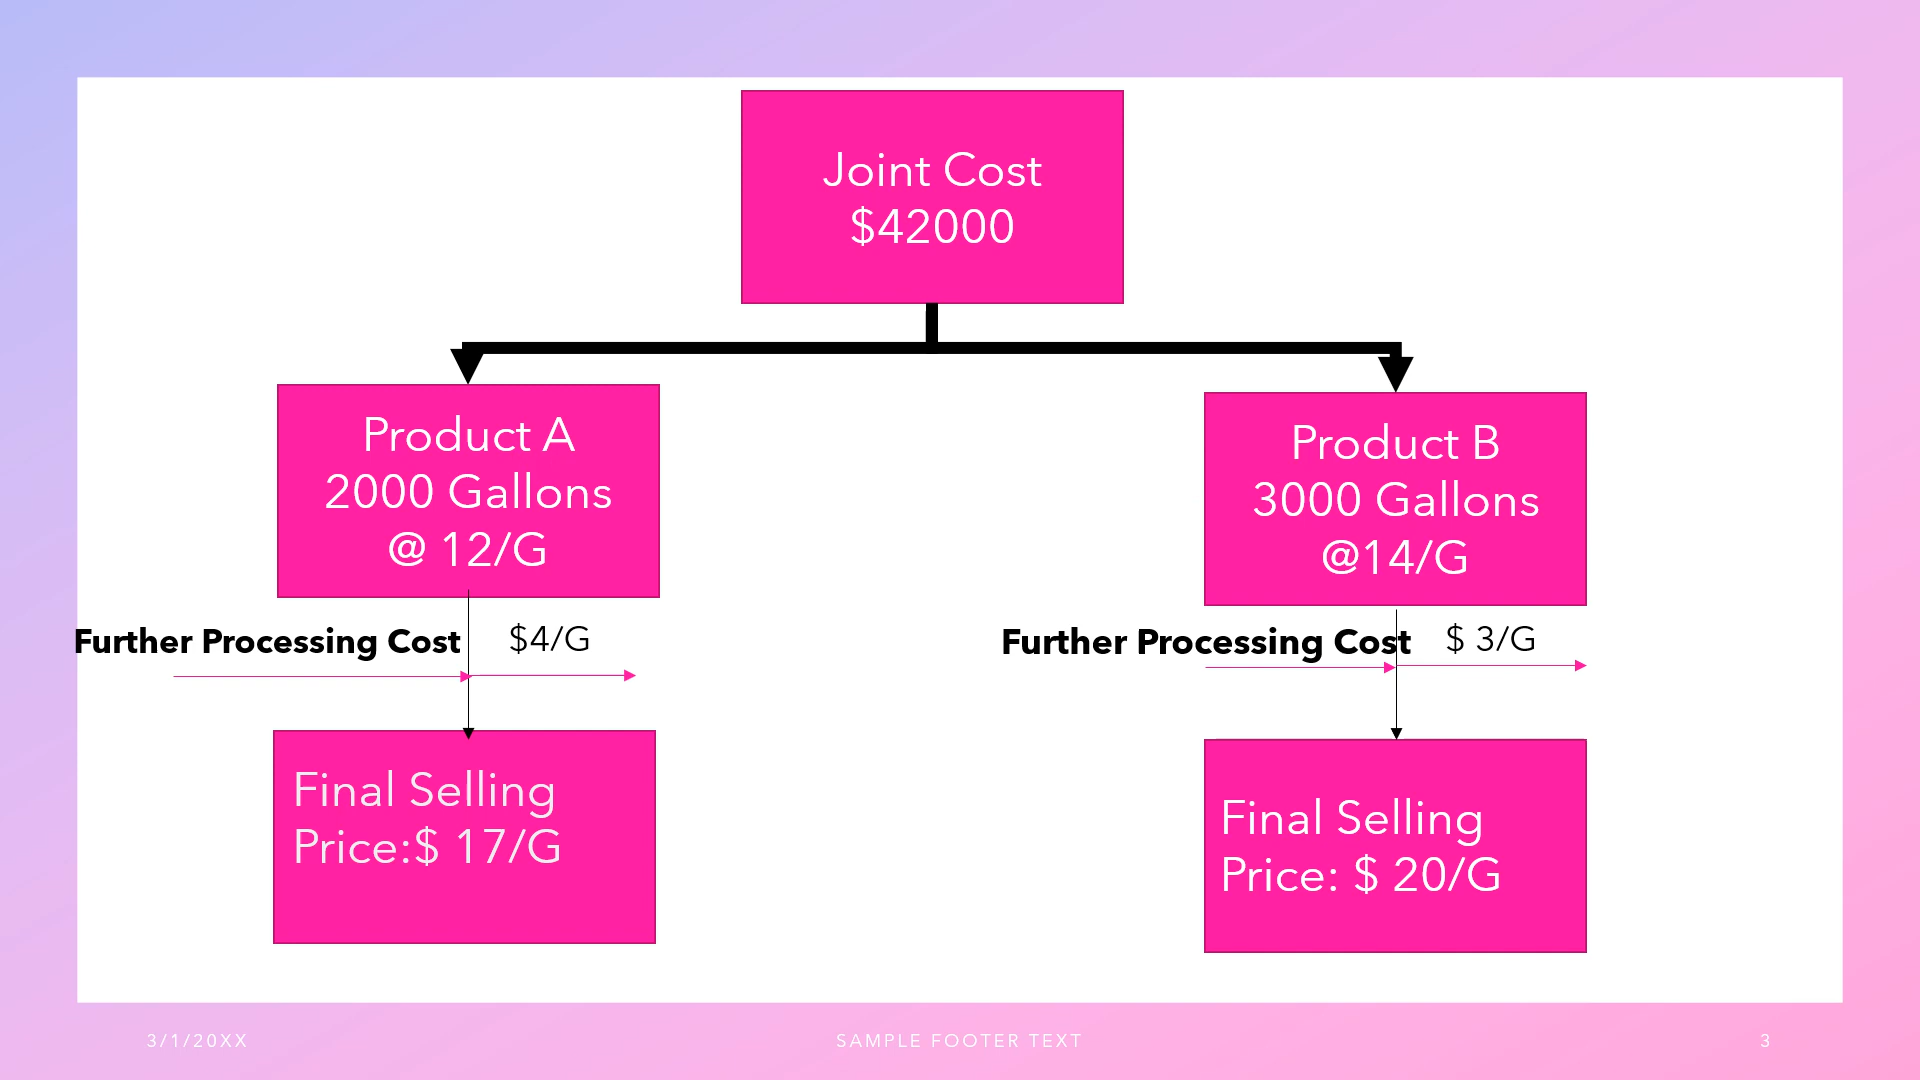 Joint Cost
$42000
Product A
2000 Gallons
@ 12/G
Product B
3000 Gallons
@14/G
Further Processing Cost
$4/G
Further Processing Cost
$ 3/G
Final Selling
Price:$ 17/G
Final Selling
Price: $ 20/G
3/1/20XX
SAMPLE FOOTER TEXT
3